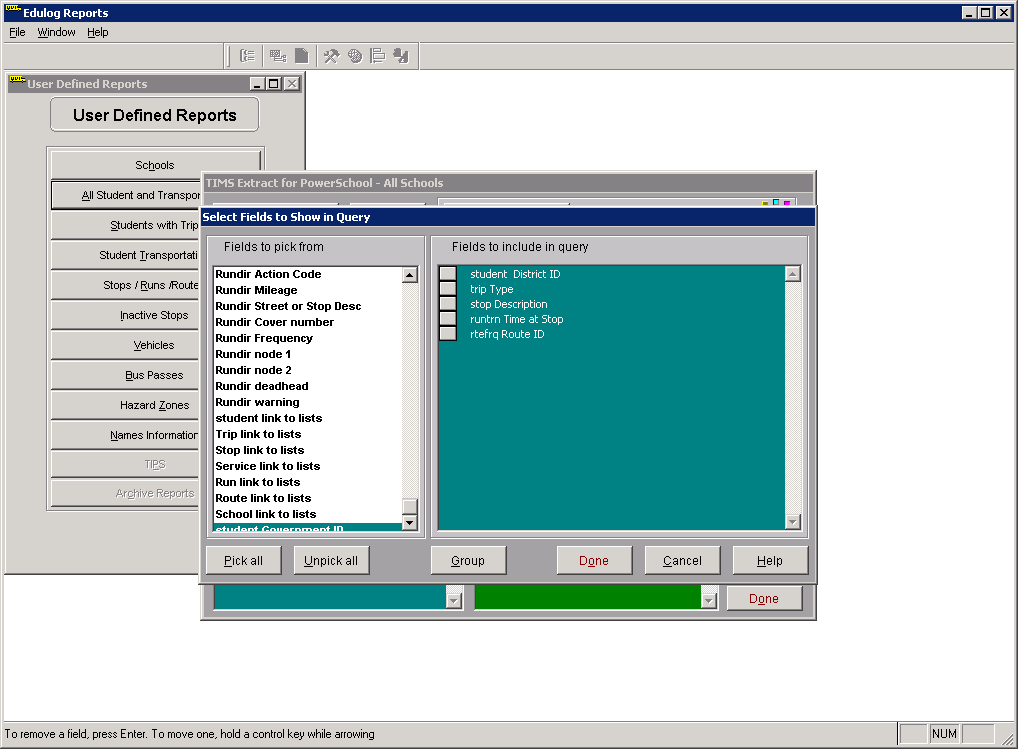 Edulog Reports
File Window Help
User Defined Reports
User Defined Reports
Schools
All Student and Transpor
Students with Trip
Student Transportati
Stops / Runs /Route
Inactive Stops
Vehicles
Bus Passes
Hazard Zones
Names Information
TIPS
Archive Reports
TIMS Extract for PowerSchool - All Schools
Select Fields to Show in Query
Fields to pick from
Rundir Action Code
Rundir Mileage
Rundir Street or Stop Desc
Rundir Cover number
Rundir Frequency
Rundir node 1
Rundir node 2
Rundir deadhead
Rundir warning
student link to lists
Trip link to lists
Stop link to lists
Service link to lists
Run link to lists
Route link to lists
School link to lists
student Government ID
Fields to include in query
student District ID
trip Type
stop Description
runtrn Time at Stop
rtefrq Route ID
Pick all Unpick all Group Done Cancel Help
Done
To remove a field, press Enter. To move one, hold a control key while arrowing
NUM